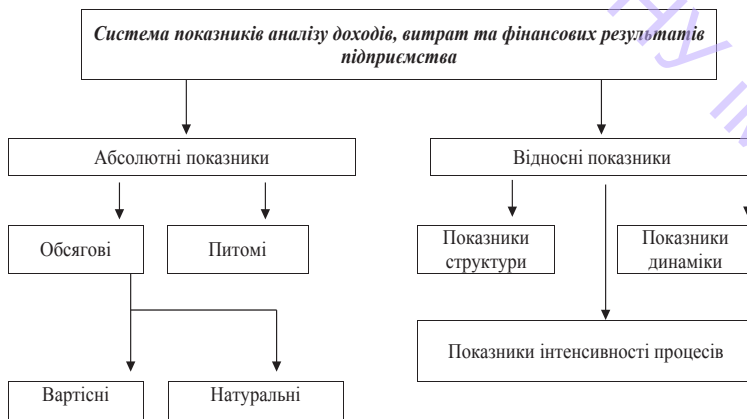 Система показників аналізу доходів, витрат та фінансових результатів
підприємства
Абсолютні показники
Відносні показники
Обсягові
Питомі
Показники
структури
Показники
динаміки
Показники інтенсивності процесів
Вартісні
Натуральні
НУ